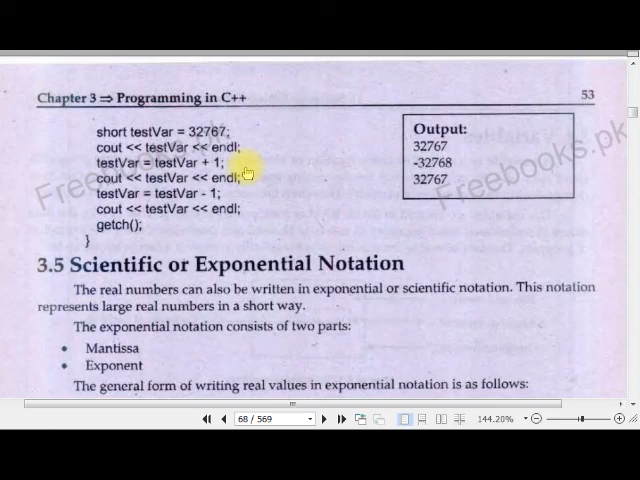 Chapter 3 ⇒ Programming in C++ 53
short testVar = 32767;
cout << testVar << endl;
testVar = testVar + 1;
cout << testVar << endl;
testVar = testVar - 1;
cout << testVar << endl;
getch();
}
Output:
32767
-32768
32767
Freebooks.pk
Freebooks.pk
3.5 Scientific or Exponential Notation
The real numbers can also be written in exponential or scientific notation. This notation
represents large real numbers in a short way.
The exponential notation consists of two parts:
• Mantissa
• Exponent
The general form of writing real values in exponential notation is as follows:
68 / 569
144.20%